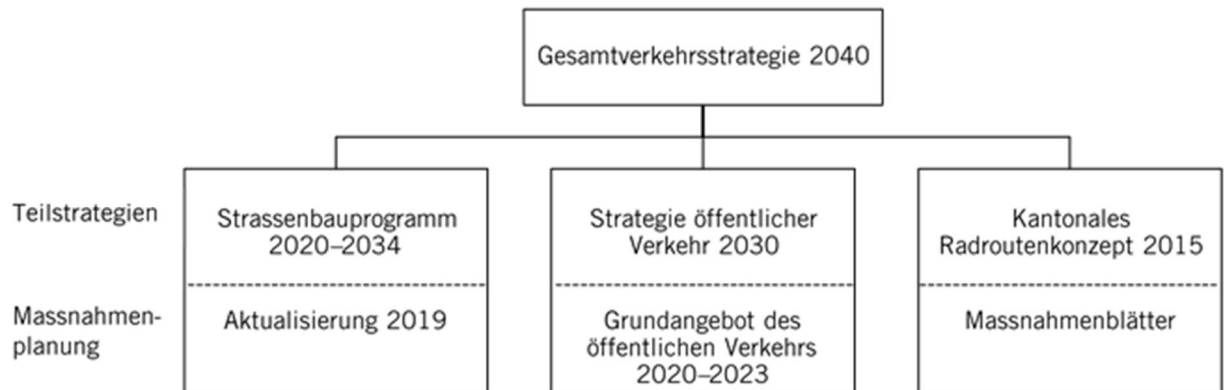 Gesamtverkehrsstrategie 2040
Teilstrategien
Strassenbauprogramm
2020–2034
Strategie öffentlicher
Verkehr 2030
Kantonales
Radroutenkonzept 2015
Massnahmen-
planung
Aktualisierung 2019
Grundangebot des
öffentlichen Verkehrs
2020–2023
Massnahmenblätter